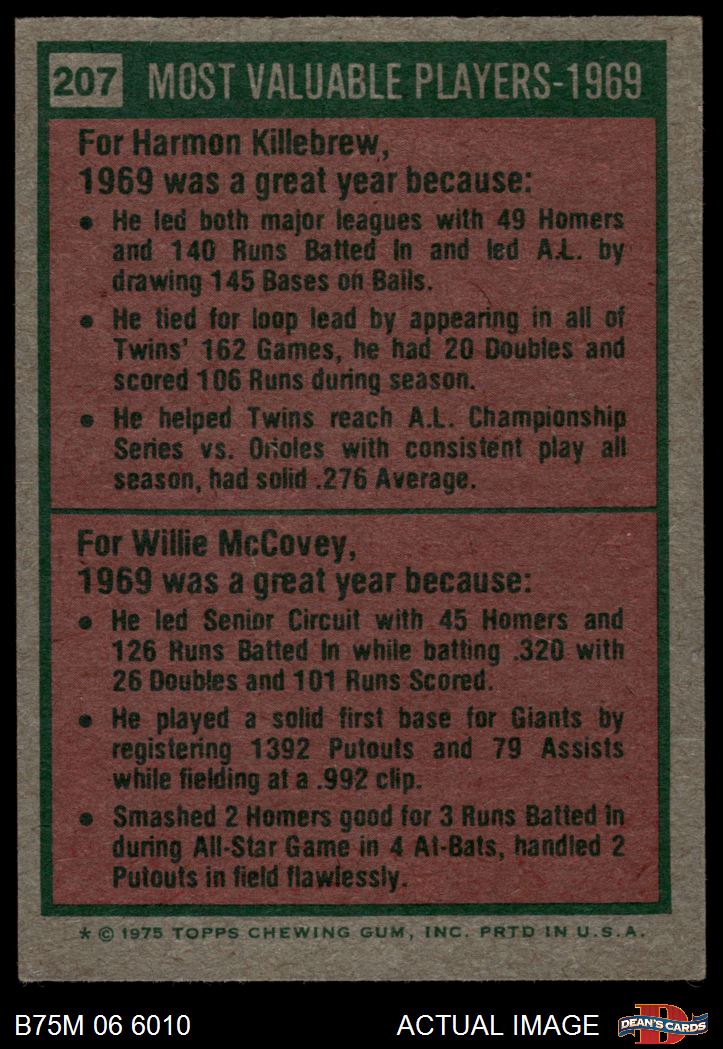 207 MOST VALUABLE PLAYERS-1969
For Harmon Killebrew,
1969 was a great year because:
• He led both major leagues with 49 Homers
and 140 Runs Batted In and led A.L. by
drawing 145 Bases on Balls.
• He tied for loop lead by appearing in all of
Twins' 162 Games, he had 20 Doubles and
scored 106 Runs during season.
• He helped Twins reach A.L. Championship
Series vs. Orioles with consistent play all
season, had solid .276 Average.
For Willie McCovey,
1969 was a great year because:
• He led Senior Circuit with 45 Homers and
126 Runs Batted In while batting .320 with
26 Doubles and 101 Runs Scored.
• He played a solid first base for Giants by
registering 1392 Putouts and 79 Assists
while fielding at a .992 clip.
• Smashed 2 Homers good for 3 Runs Batted In
during All-Star Game in 4 At-Bats, handled 2
Putouts in field flawlessly.
* © 1975 TOPPS CHEWING GUM, INC. PRTD IN U.S.A.
B75M 06 6010 ACTUAL IMAGE D DEAN'S CARDS